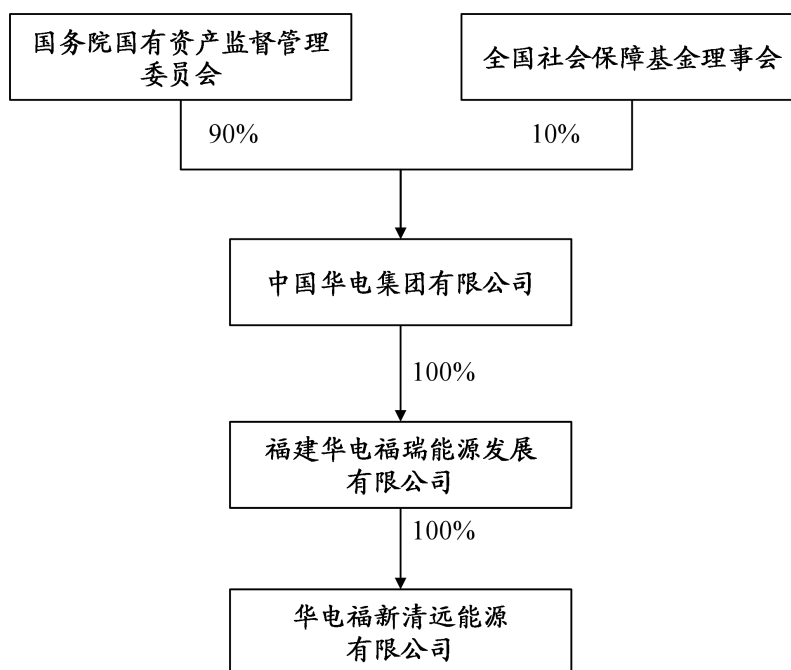 国务院国有资产监督管理
委员会
全国社会保障基金理事会
90%
10%
中国华电集团有限公司
100%
福建华电福瑞能源发展
有限公司
100%
华电福新清远能源
有限公司